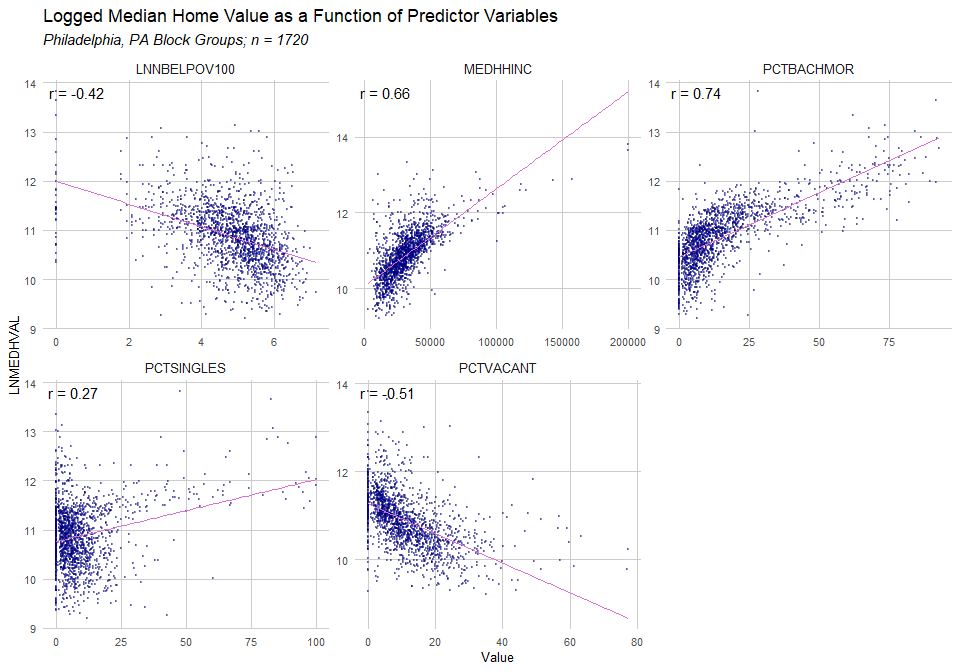 Logged Median Home Value as a Function of Predictor Variables
Philadelphia, PA Block Groups; n = 1720
LNNBELPOV100
MEDHHINC
PCTBACHMOR
r = -0.42
r = 0.66
r = 0.74
14
13
12
11
10
9
0 2 4 6
14
12
10
0 50000 100000 150000 200000
14
13
12
11
10
9
0 25 50 75
LNMEDHVAL
PCTSINGLES
PCTVACANT
r = 0.27
r = -0.51
14
13
12
11
10
9
0 25 50 75 100
14
12
10
0 20 40 60 80
Value